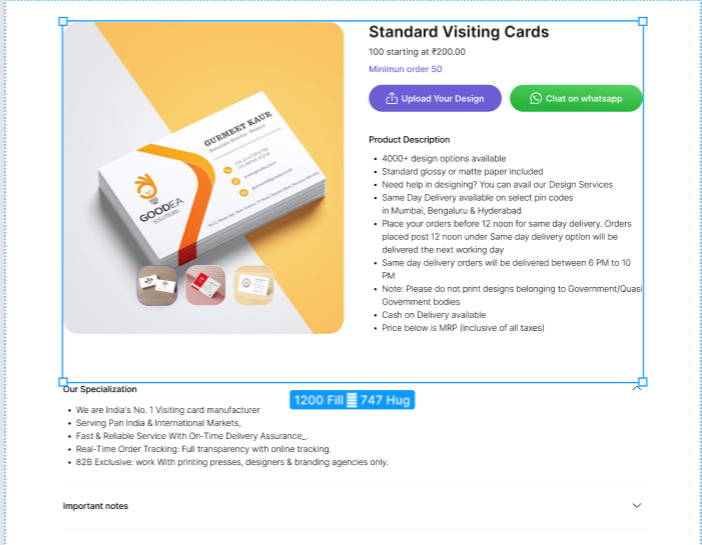 Standard Visiting Cards
100 starting at ₹200.00
Minimun order 50
Upload Your Design
Chat on whatsapp
GURMEET KAUR
GOODEA
SOLUTIONS
Product Description
• 4000+ design options available
• Standard glossy or matte paper included
• Need help in designing? You can avail our Design Services
• Same Day Delivery available on select pin codes
in Mumbai, Bengaluru & Hyderabad
• Place your orders before 12 noon for same day delivery. Orders
placed post 12 noon under Same day delivery option will be
delivered the next working day
• Same day delivery orders will be delivered between 6 PM to 10
PM
• Note: Please do not print designs belonging to Government/Quasi
Government bodies
• Cash on Delivery available
• Price below is MRP (inclusive of all taxes)
Our Specialization
1200 Fill 747 Hug
• We are India's No. 1 Visiting card manufacturer
• Serving Pan India & International Markets,
• Fast & Reliable Service With On-Time Delivery Assurance_.
• Real-Time Order Tracking: Full transparency with online tracking.
• 82B Exclusive: work With printing presses, designers & branding agencies only.
Important notes